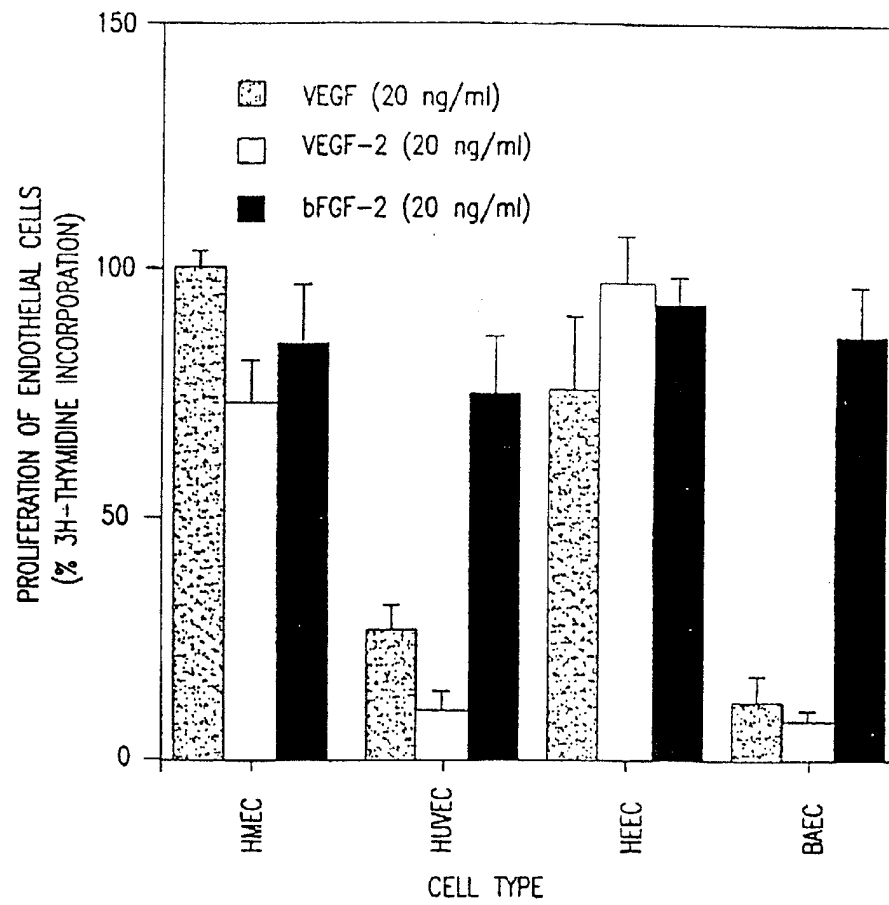 150
VEGF (20 ng/ml)
VEGF-2 (20 ng/ml)
bFGF-2 (20 ng/ml)
PROLIFERATION OF ENDOTHELIAL CELLS
(% 3H-THYMIDINE INCORPORATION)
100
50
0
HMEC
HUVEC
HEEC
BAEC
CELL TYPE